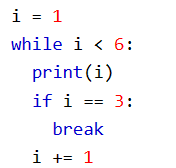 i = 1
while i < 6:
  print(i)
  if i == 3:
    break
  i += 1